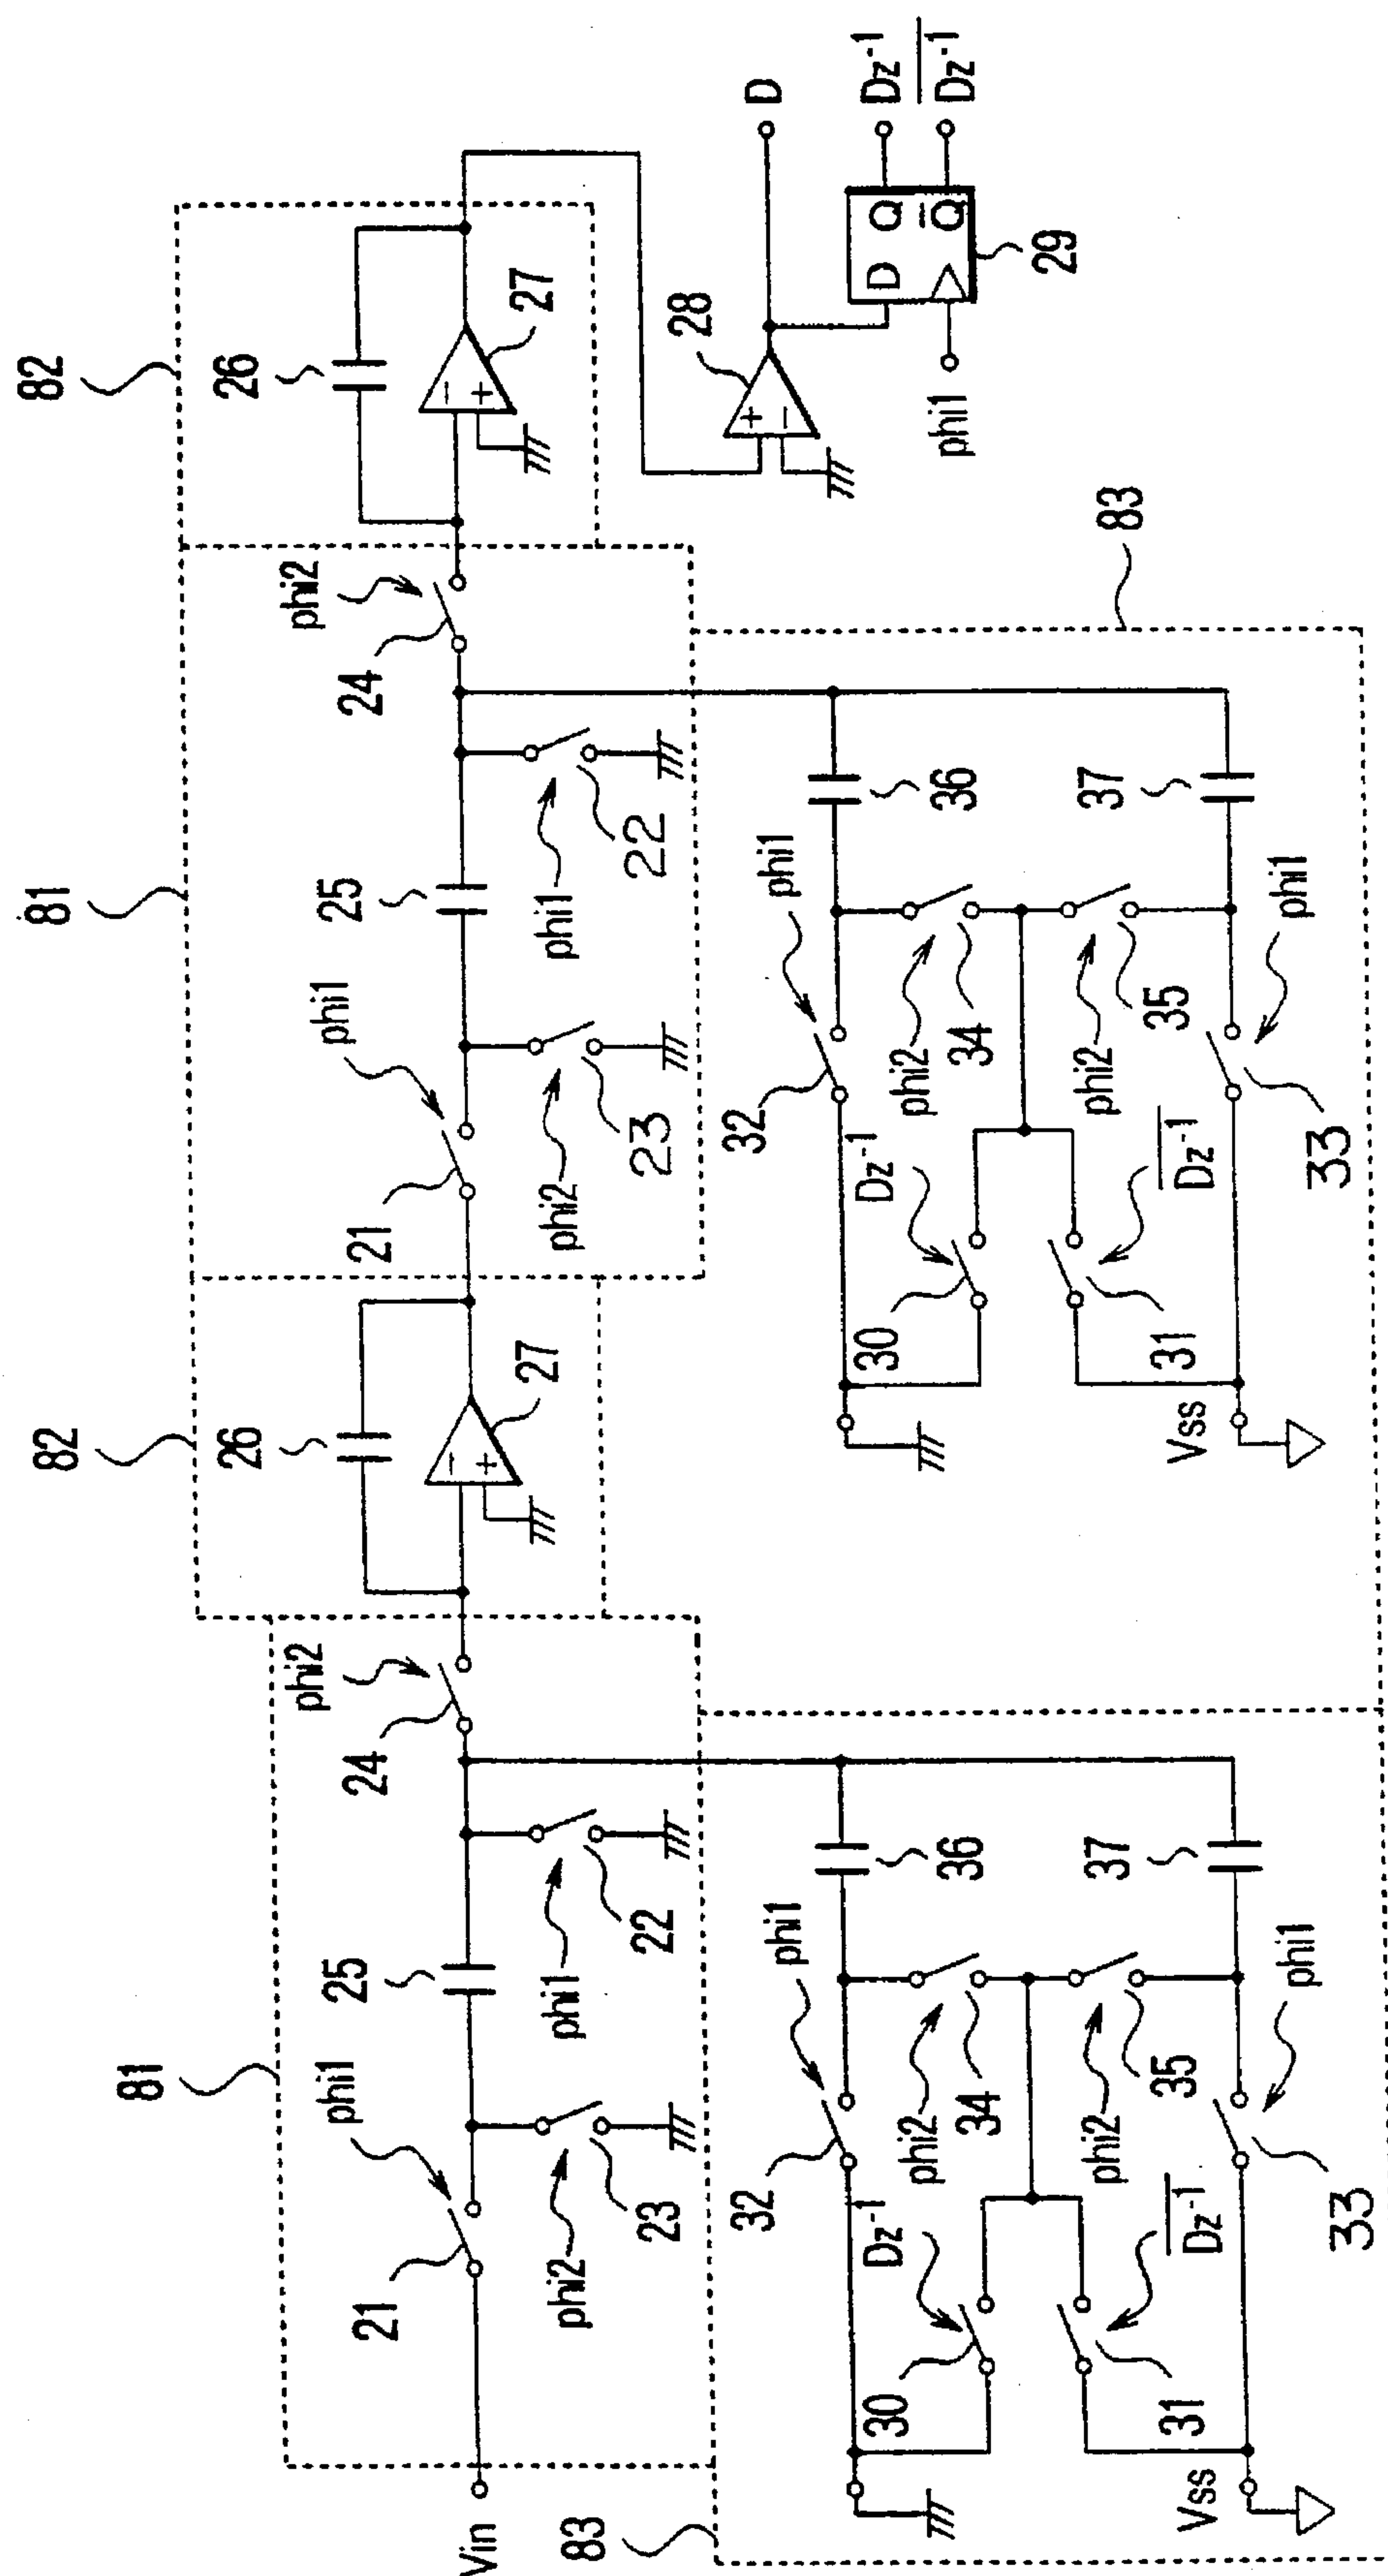 81
82
81
82
phi1
phi2
phi1
phi2
25
26
25
26
21
24
27
21
24
27
Vin
phi2
23
phi1
22
phi2
23
phi1
22
− +
− +
28
D
+ −
phi1
D Q
Q̅
29
Dz⁻¹
D̅z̅⁻̅¹̅
83
32
phi1
36
32
phi1
36
83
Dz⁻¹
phi2
34
Dz⁻¹
phi2
34
30
30
31
D̅z̅⁻̅¹̅
phi2
35
37
31
D̅z̅⁻̅¹̅
phi2
35
37
Vss
33
phi1
Vss
33
phi1